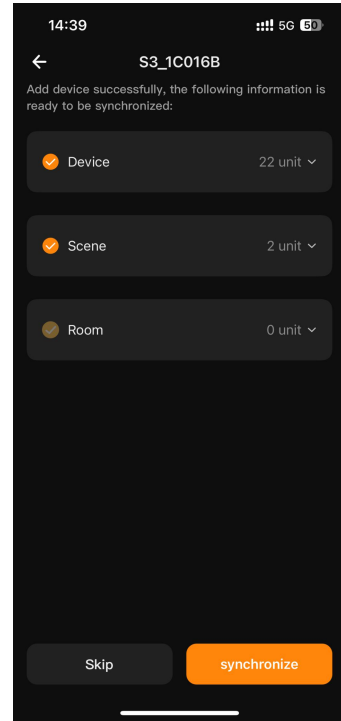 14:39
5G 50
S3_1C016B
Add device successfully, the following information is
ready to be synchronized:
Device 22 unit
Scene 2 unit
Room 0 unit
Skip synchronize